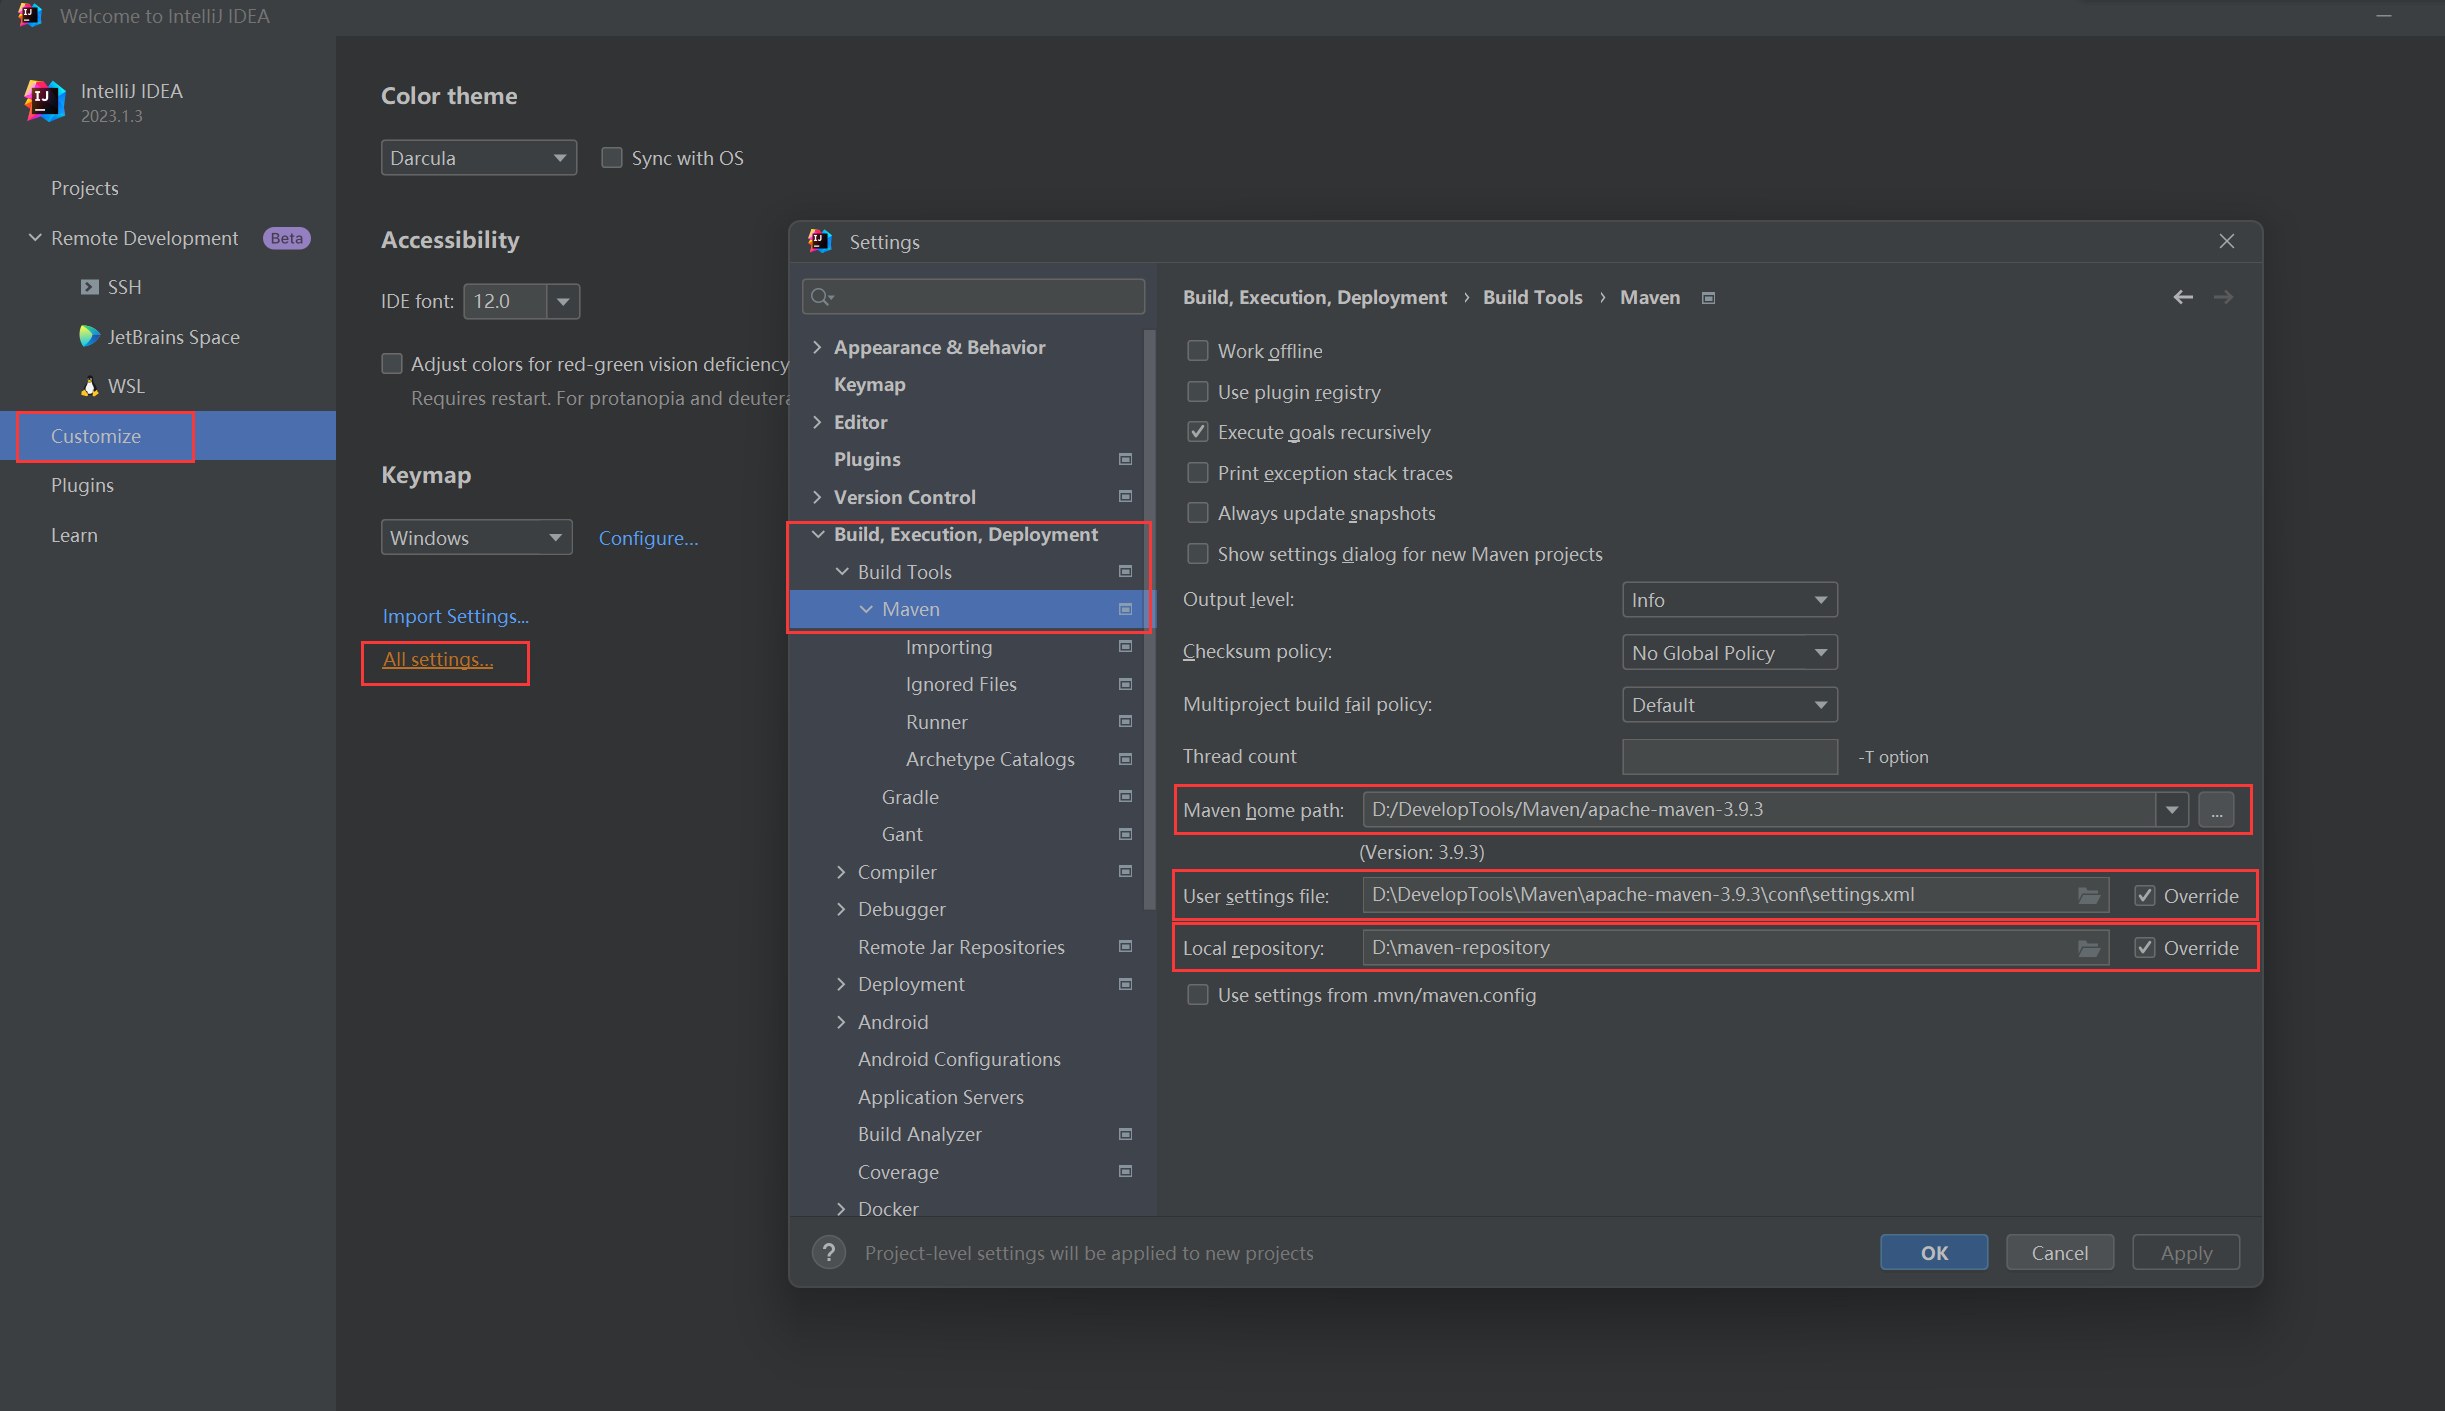 Welcome to IntelliJ IDEA
IntelliJ IDEA
2023.1.3
Projects
Remote Development Beta
SSH
JetBrains Space
WSL
Customize
Plugins
Learn
Color theme
Darcula Sync with OS
Accessibility
IDE font: 12.0
Adjust colors for red-green vision deficiency
Requires restart. For protanopia and deutera
Keymap
Windows Configure...
Import Settings...
All settings...
Settings
Appearance & Behavior
Keymap
Editor
Plugins
Version Control
Build, Execution, Deployment
Build Tools
Maven
Importing
Ignored Files
Runner
Archetype Catalogs
Gradle
Gant
Compiler
Debugger
Remote Jar Repositories
Deployment
Android
Android Configurations
Application Servers
Build Analyzer
Coverage
Docker
Build, Execution, Deployment › Build Tools › Maven
Work offline
Use plugin registry
Execute goals recursively
Print exception stack traces
Always update snapshots
Show settings dialog for new Maven projects
Output level: Info
Checksum policy: No Global Policy
Multiproject build fail policy: Default
Thread count -T option
Maven home path: D:/DevelopTools/Maven/apache-maven-3.9.3 ...
(Version: 3.9.3)
User settings file: D:\DevelopTools\Maven\apache-maven-3.9.3\conf\settings.xml Override
Local repository: D:\maven-repository Override
Use settings from .mvn/maven.config
? Project-level settings will be applied to new projects
OK Cancel Apply